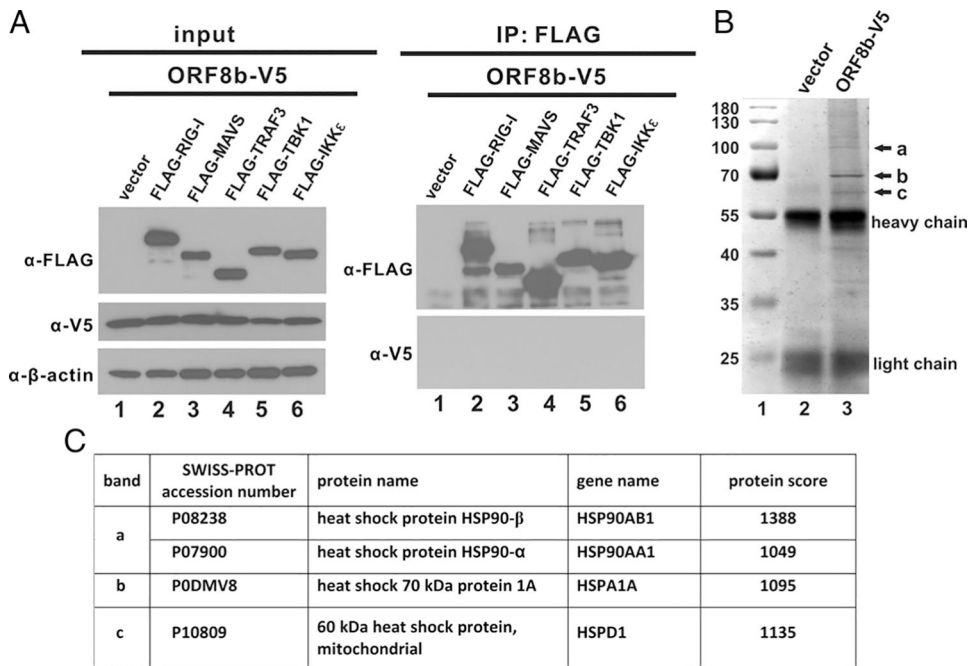 A
input
ORF8b-V5
vector
FLAG-RIG-I
FLAG-MAVS
FLAG-TRAF3
FLAG-TBK1
FLAG-IKKε
α-FLAG
α-V5
α-β-actin
1 2 3 4 5 6
IP: FLAG
ORF8b-V5
vector
FLAG-RIG-I
FLAG-MAVS
FLAG-TRAF3
FLAG-TBK1
FLAG-IKKε
α-FLAG
α-V5
1 2 3 4 5 6
B
vector
ORF8b-V5
180
130
100
70
55
40
35
25
a
b
c
heavy chain
light chain
1 2 3
C
band SWISS-PROT accession number protein name gene name protein score
a P08238 heat shock protein HSP90-β HSP90AB1 1388
P07900 heat shock protein HSP90-α HSP90AA1 1049
b P0DMV8 heat shock 70 kDa protein 1A HSPA1A 1095
c P10809 60 kDa heat shock protein, mitochondrial HSPD1 1135